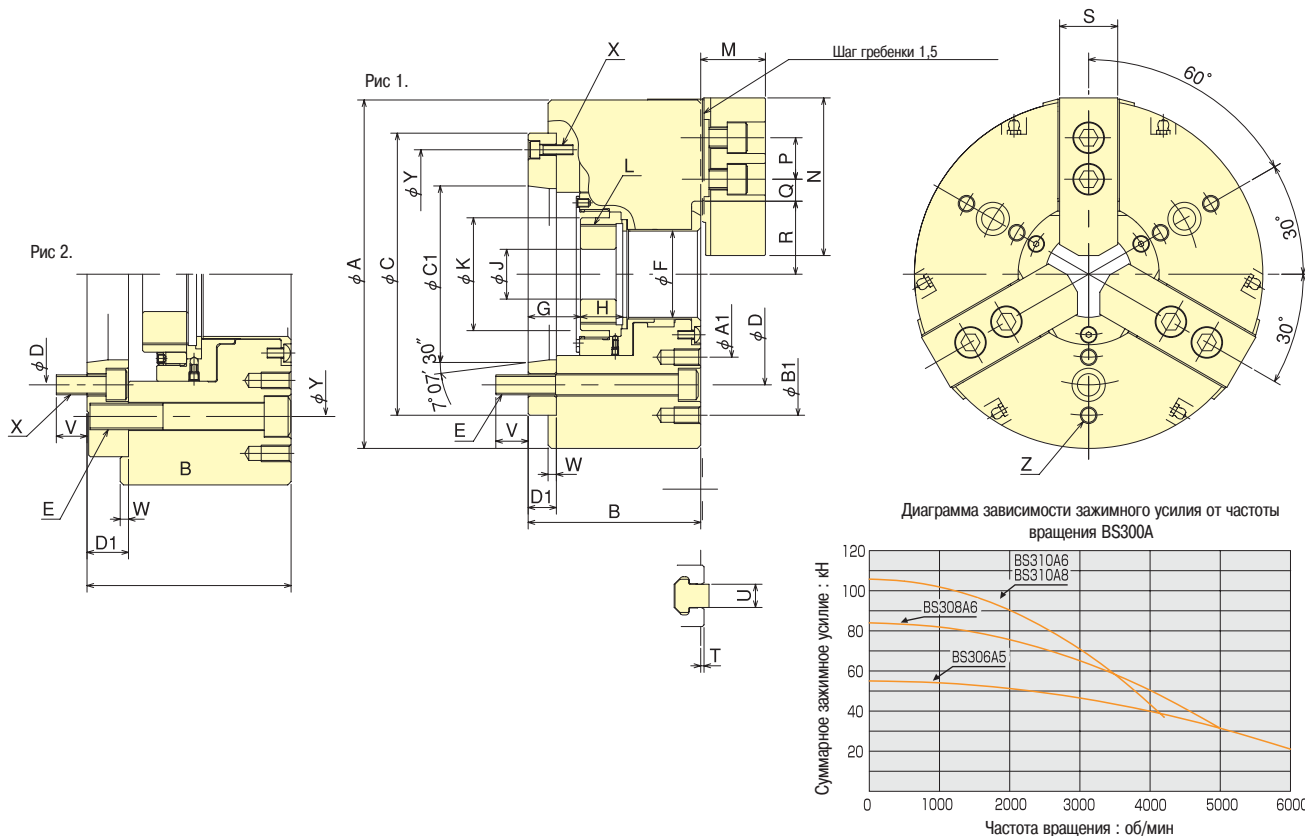 Рис 1.
X
Шаг гребенки 1,5
M
S
60°
30°
30°
Z
φY
L
P
Q
N
R
φA
φC
φC1
φK
φJ
G
H
φF
φA1
φD
φB1
7°07′30″
E
V
W
D1
B
U
T
Рис 2.
φD
X
V
E
B
W
D1
φY
Диаграмма зависимости зажимного усилия от частоты
вращения BS300A
Суммарное зажимное усилие : кН
120
100
80
60
40
20
BS310A6
BS310A8
BS308A6
BS306A5
0 1000 2000 3000 4000 5000 6000
Частота вращения : об/мин